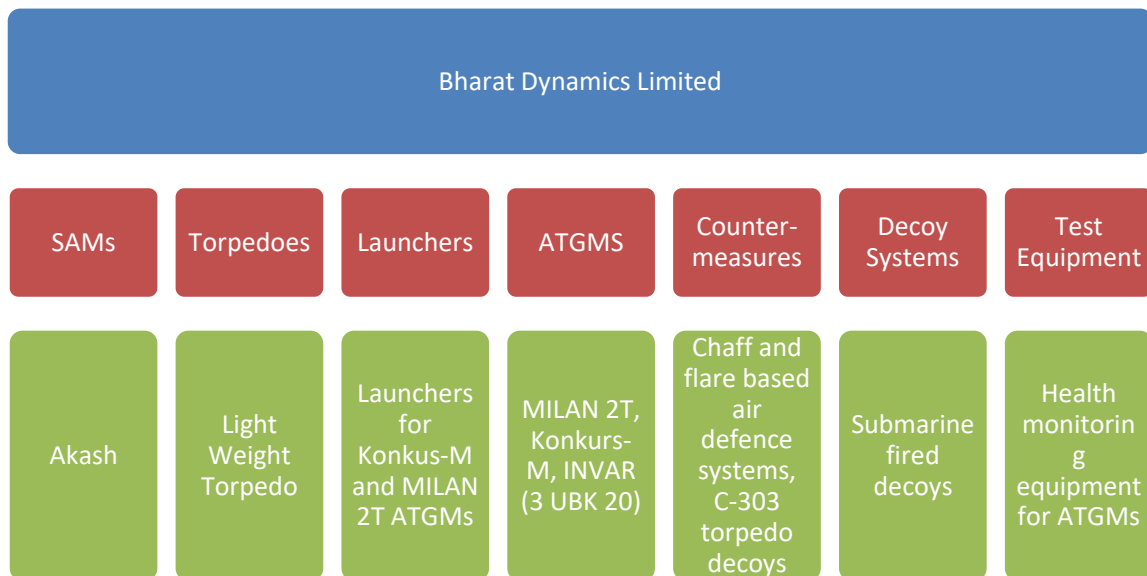 Bharat Dynamics Limited
SAMs
Torpedoes
Launchers
ATGMS
Counter-
measures
Decoy
Systems
Test
Equipment
Akash
Light
Weight
Torpedo
Launchers
for
Konkus-M
and MILAN
2T ATGMs
MILAN 2T,
Konkurs-
M, INVAR
(3 UBK 20)
Chaff and
flare based
air
defence
systems,
C-303
torpedo
decoys
Submarine
fired
decoys
Health
monitorin
g
equipment
for ATGMs